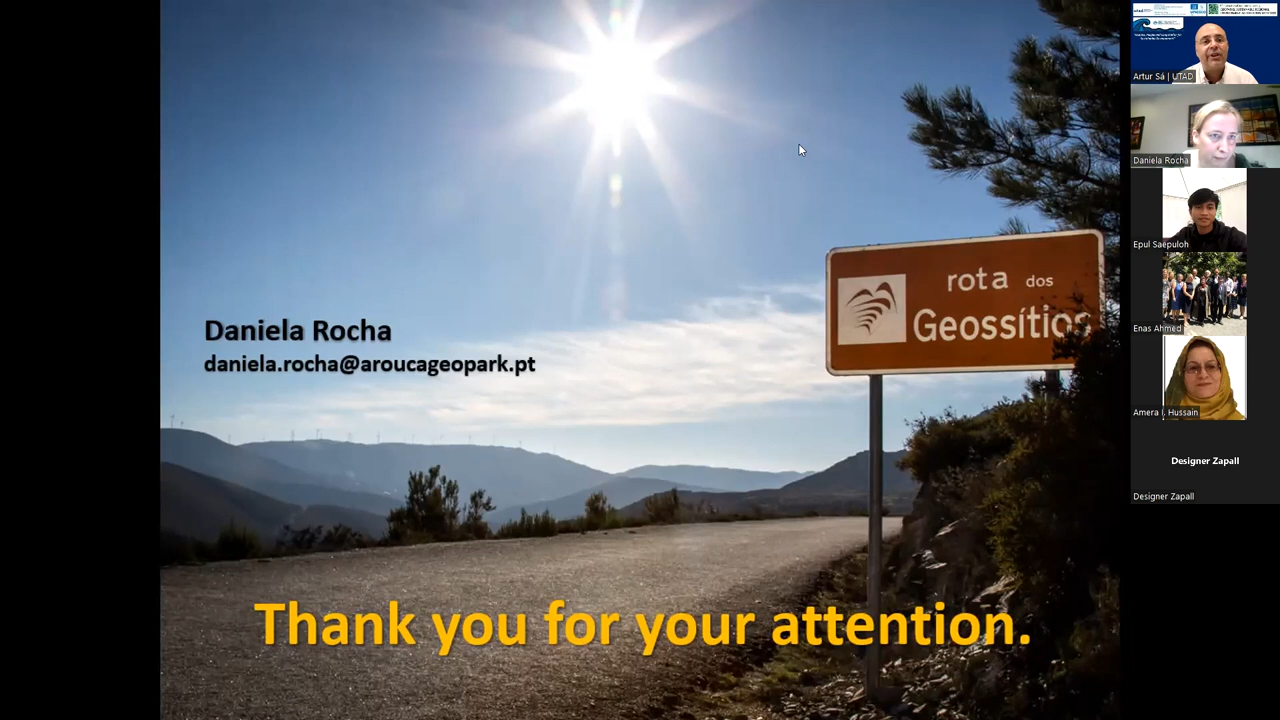 Daniela Rocha
daniela.rocha@aroucageopark.pt
rota dos
Geossítios
Thank you for your attention.
Artur Sá | UTAD
Daniela Rocha
Epul Saepuloh
Enas Ahmed
Amera I. Hussain
Designer Zapall
Designer Zapall